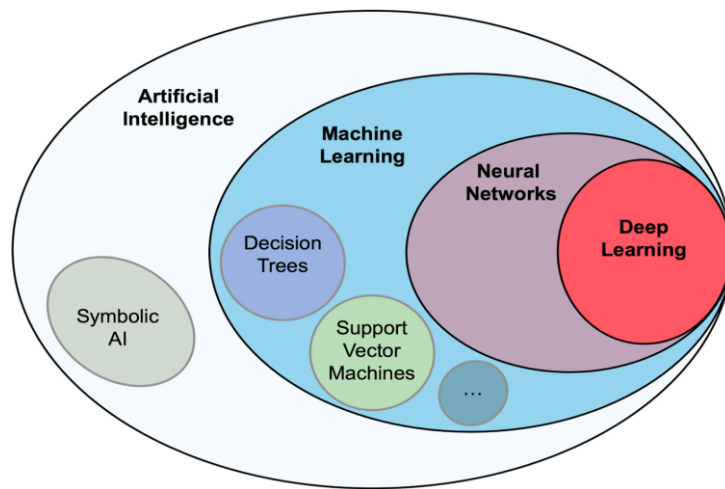 Artificial
Intelligence
Machine
Learning
Neural
Networks
Deep
Learning
Decision
Trees
Symbolic
AI
Support
Vector
Machines
...